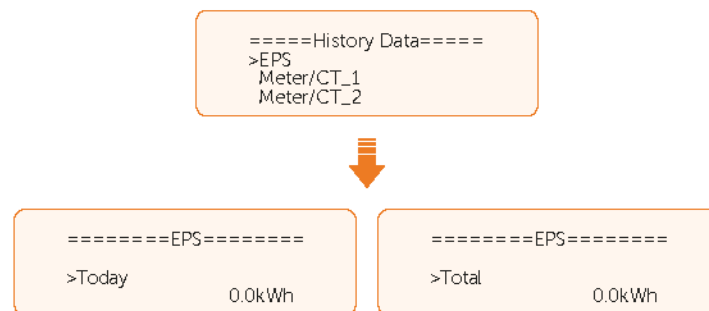 =====History Data=====
>EPS
Meter/CT_1
Meter/CT_2
========EPS========
>Today
0.0kWh
========EPS========
>Total
0.0kWh